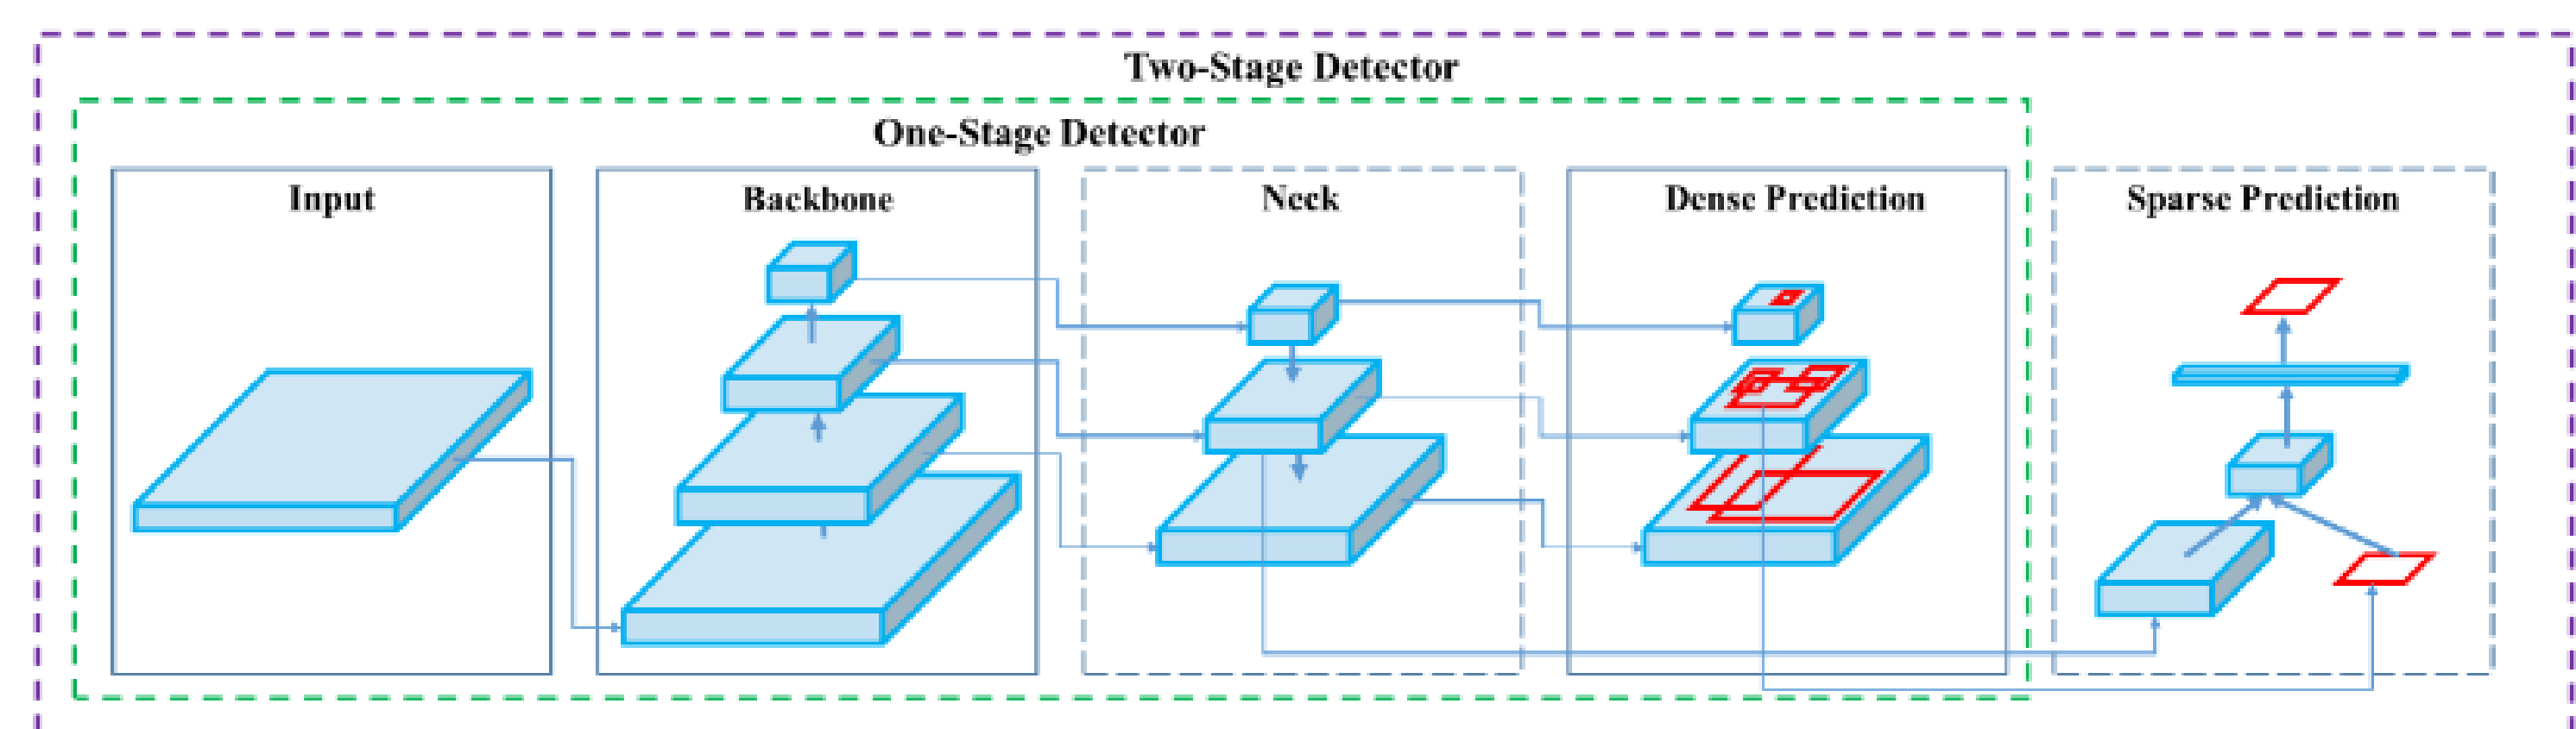 Two-Stage Detector
One-Stage Detector
Input
Backbone
Neck
Dense Prediction
Sparse Prediction